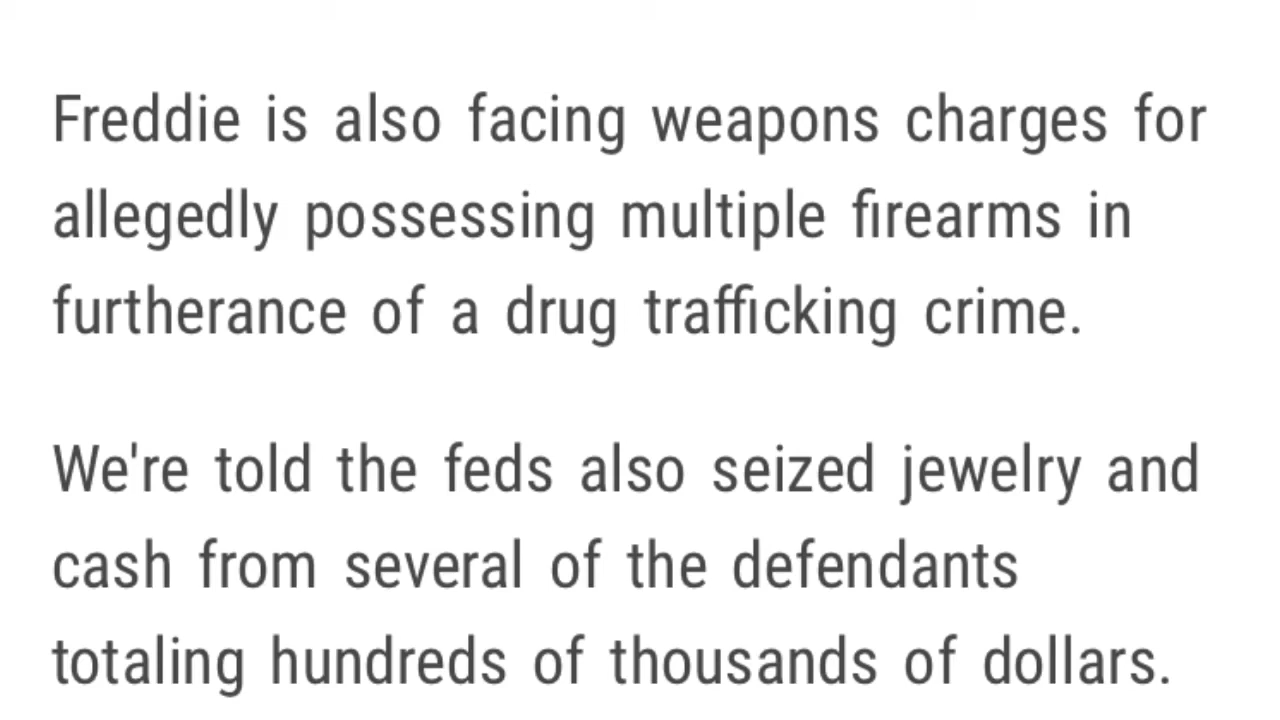 Freddie is also facing weapons charges for
allegedly possessing multiple firearms in
furtherance of a drug trafficking crime.
We're told the feds also seized jewelry and
cash from several of the defendants
totaling hundreds of thousands of dollars.